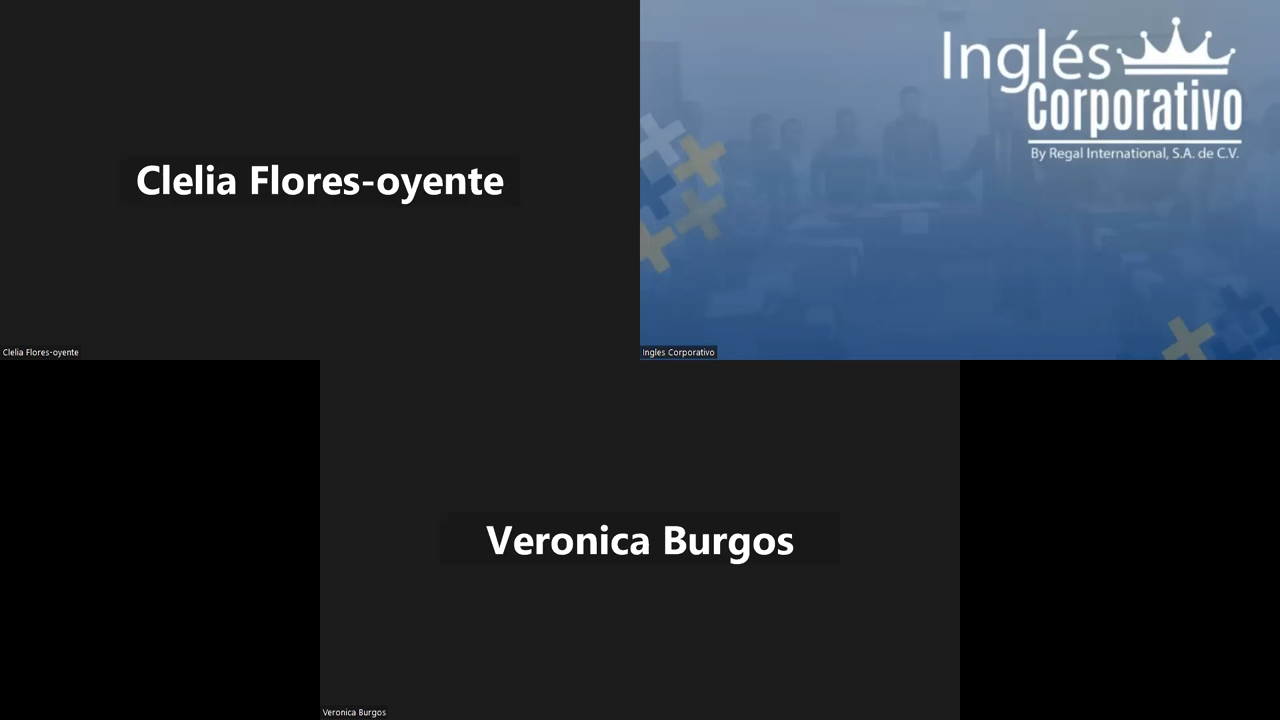 Clelia Flores-oyente
Clelia Flores-oyente
Inglés
Corporativo
By Regal International, S.A. de C.V.
Ingles Corporativo
Veronica Burgos
Veronica Burgos